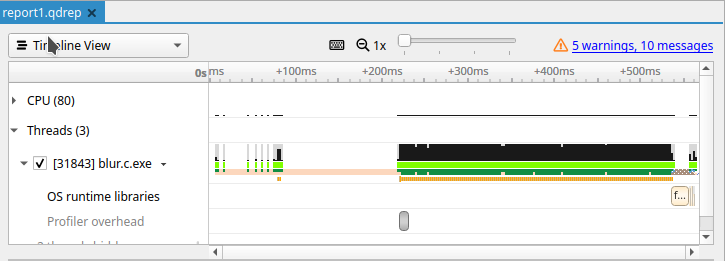 report1.qdrep ×
Timeline View 1x 5 warnings, 10 messages
0s ms +100ms +200ms +300ms +400ms +500ms
CPU (80)
Threads (3)
[31843] blur.c.exe
OS runtime libraries f...
Profiler overhead